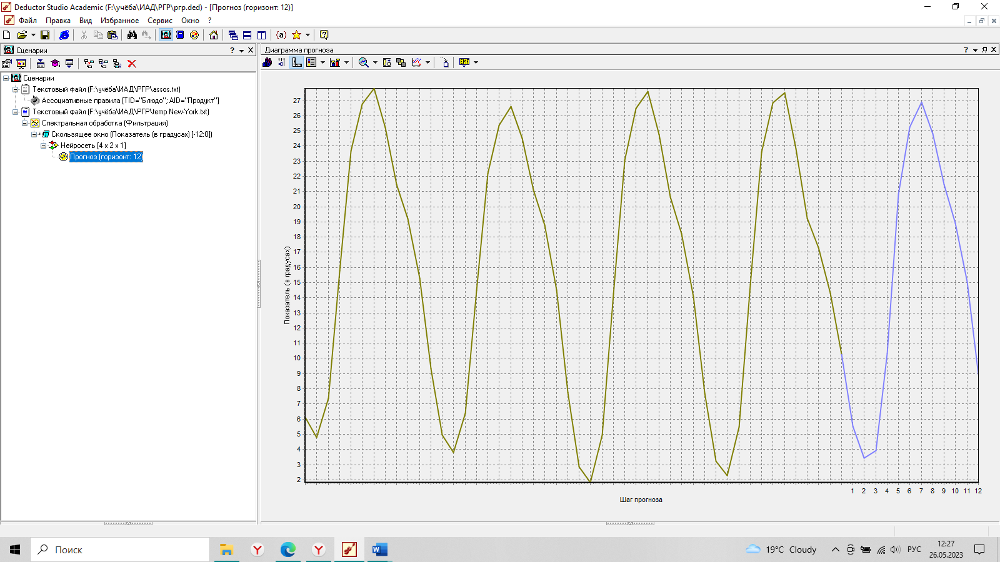 Deductor Studio Academic (F:\учёба\ИАД\РГР\ргр.ded) - [Прогноз (горизонт: 12)]
Файл Правка Вид Избранное Сервис Окно ?
Сценарии
Диаграмма прогноза
Сценарии
Текстовый файл (F:\учёба\ИАД\РГР\assos.txt)
Ассоциативные правила [TID="Блюдо"; AID="Продукт"]
Текстовый файл (F:\учёба\ИАД\РГР\temp New-York.txt)
Спектральная обработка (Фильтрация)
Скользящее окно (Показатель (в градусах) [-12:0])
Нейросеть [4 x 2 x 1]
Прогноз (горизонт: 12)
EMF
27
26
25
24
23
22
21
20
19
18
17
16
15
14
13
12
11
10
9
8
7
6
5
4
3
2
Показатель (в градусах)
1 2 3 4 5 6 7 8 9 10 11 12
Шаг прогноза
Поиск
19°C Cloudy
РУС
12:27
26.05.2023